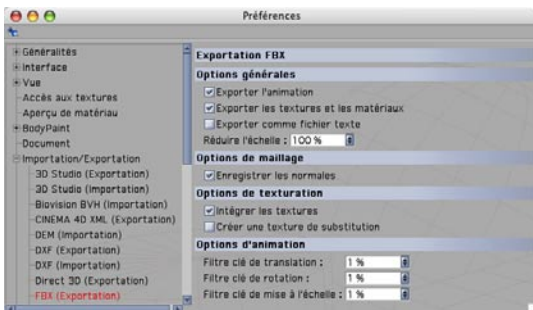 Préférences
Généralités
Interface
Vue
Accès aux textures
Aperçu de matériau
BodyPaint
Document
Importation/Exportation
3D Studio (Exportation)
3D Studio (Importation)
Biovision BVH (Importation)
CINEMA 4D XML (Exportation)
DEM (Importation)
DXF (Exportation)
DXF (Importation)
Direct 3D (Exportation)
FBX (Exportation)
Exportation FBX
Options générales
Exporter l'animation
Exporter les textures et les matériaux
Exporter comme fichier texte
Réduire l'échelle : 100 %
Options de maillage
Enregistrer les normales
Options de texturation
Intégrer les textures
Créer une texture de substitution
Options d'animation
Filtre clé de translation : 1 %
Filtre clé de rotation : 1 %
Filtre clé de mise à l'échelle : 1 %